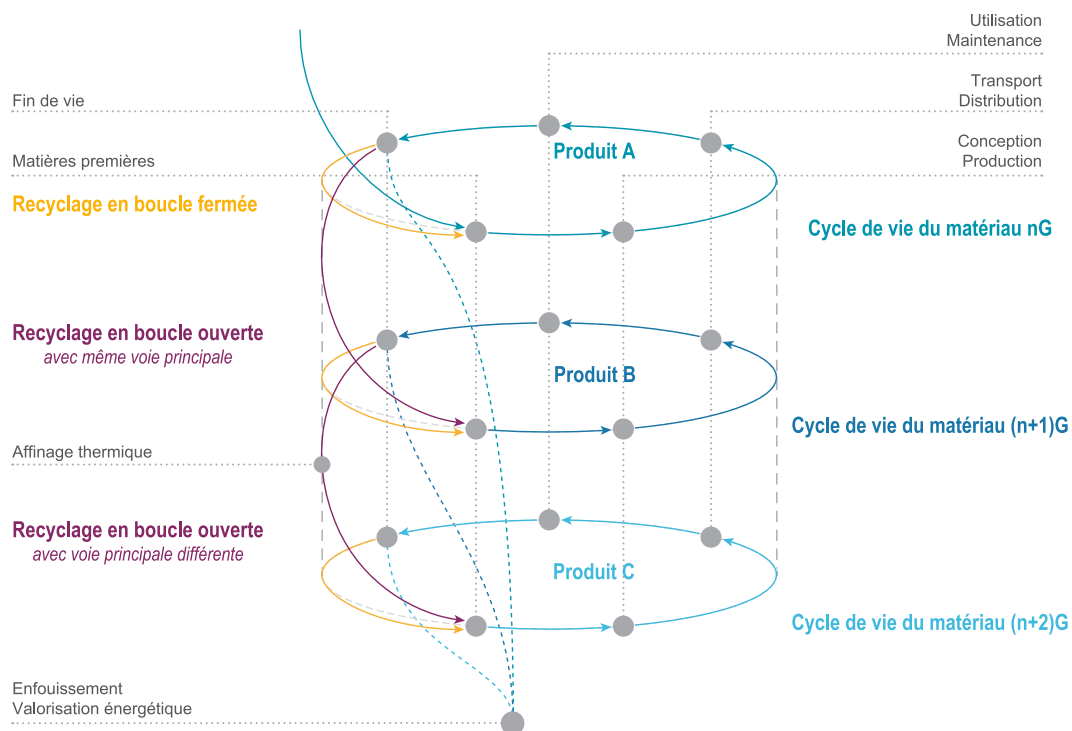 Utilisation
Maintenance
Transport
Distribution
Fin de vie
Conception
Production
Produit A
Matières premières
Recyclage en boucle fermée
Cycle de vie du matériau nG
Recyclage en boucle ouverte
avec même voie principale
Produit B
Cycle de vie du matériau (n+1)G
Affinage thermique
Recyclage en boucle ouverte
avec voie principale différente
Produit C
Cycle de vie du matériau (n+2)G
Enfouissement
Valorisation énergétique